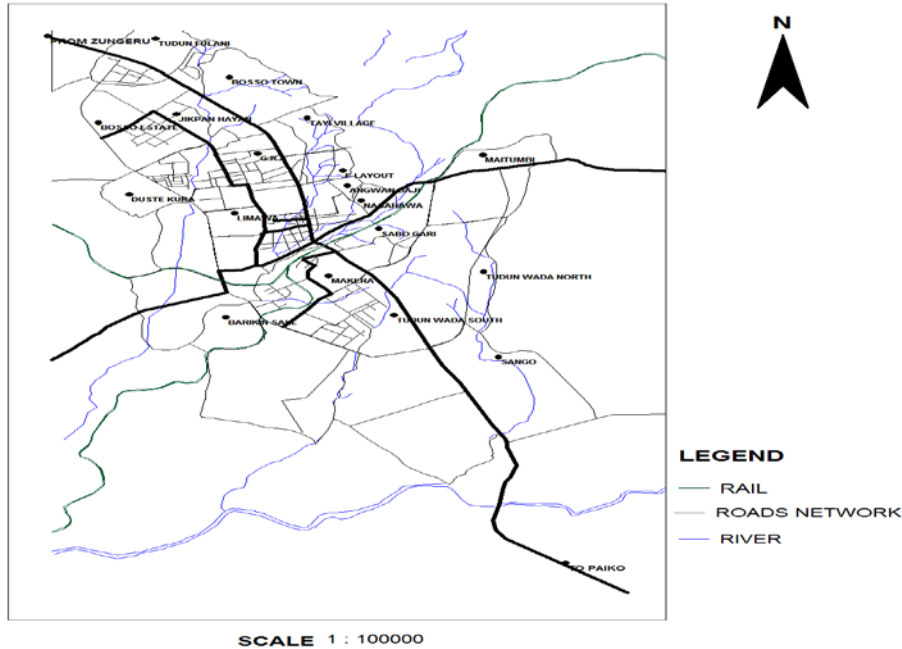 N
FROM ZUNGERU
TUDUN FULANI
BOSSO TOWN
JIKPAN HAYAN
TAYI VILLAGE
BOSSO ESTATE
G.R.A
MAITUMBI
F LAYOUT
ANGWAN DAJI
DUSTE KURA
NASARAWA
LIMAWA
SABO GARI
MAKERA
TUDUN WADA NORTH
BARIKIN SALE
TUDUN WADA SOUTH
SANGO
TO PAIKO
LEGEND
RAIL
ROADS NETWORK
RIVER
SCALE 1 : 100000